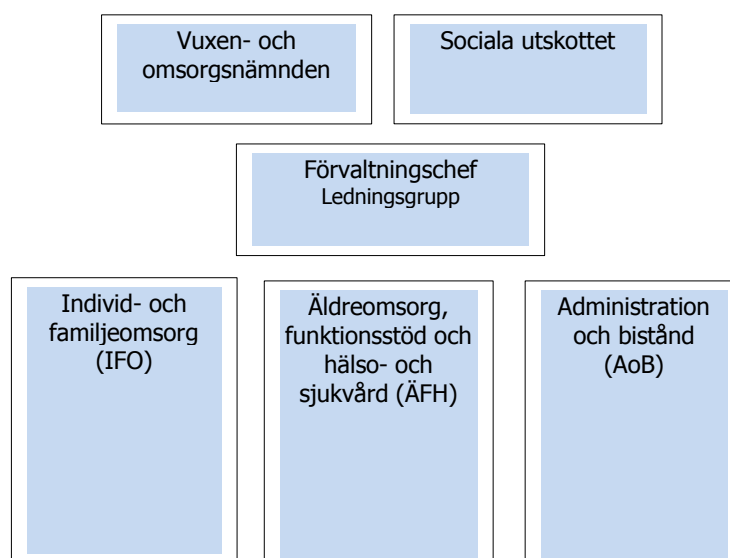 Vuxen- och
omsorgsnämnden
Sociala utskottet
Förvaltningschef
Ledningsgrupp
Individ- och
familjeomsorg
(IFO)
Äldreomsorg,
funktionsstöd och
hälso- och
sjukvård (ÄFH)
Administration
och bistånd
(AoB)